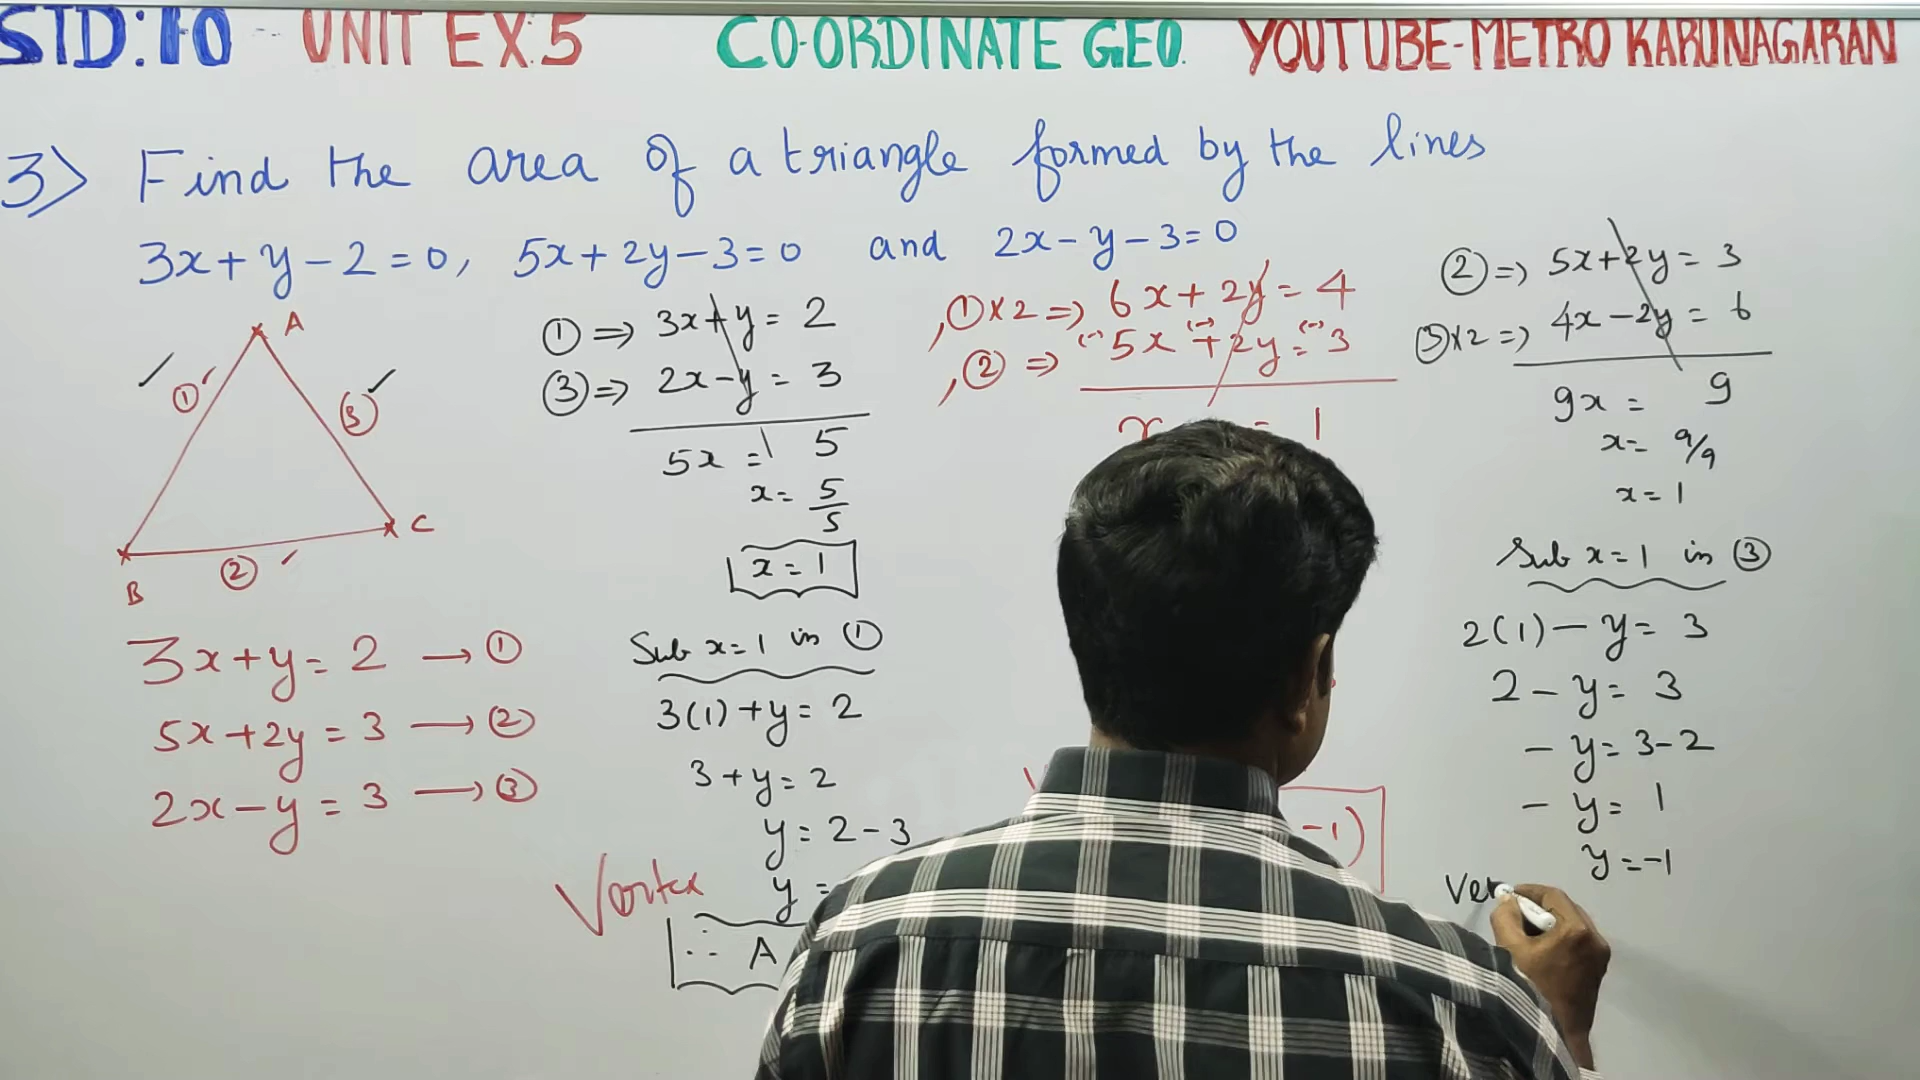 STD:10 UNIT EX:5 CO-ORDINATE GEO. YOUTUBE-METRO KARUNAGARAN
3) Find the area of a triangle formed by the lines
3x + y - 2 = 0, 5x + 2y - 3 = 0 and 2x - y - 3 = 0
A
①
③
C
②
B
3x + y = 2 → ①
5x + 2y = 3 → ②
2x - y = 3 → ③
① ⇒ 3x + y = 2
③ ⇒ 2x - y = 3
5x = 5
x = 5/5
x = 1
Sub x = 1 in ①
3(1) + y = 2
3 + y = 2
y = 2 - 3
y =
Vertex
∴ A
① x 2 ⇒ 6x + 2y = 4
② ⇒ (-) 5x (-) + 2y = (-) 3
x = 1
-1)
② ⇒ 5x + 2y = 3
③ x 2 ⇒ 4x - 2y = 6
9x = 9
x = 9/9
x = 1
Sub x = 1 in ③
2(1) - y = 3
2 - y = 3
- y = 3 - 2
- y = 1
y = -1
Ver